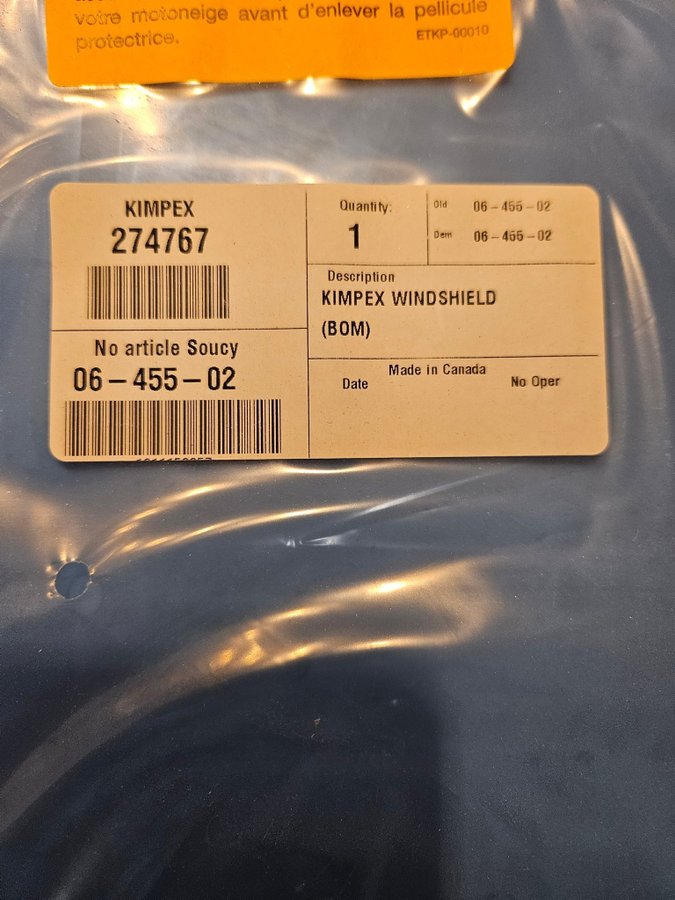 votre motoneige avant d'enlever la pellicule
protectrice.
ETKP-00010
KIMPEX
274767
Quantity:
1
Old 06-455-02
Dem 06-455-02
Description
KIMPEX WINDSHIELD
(BOM)
No article Soucy
06-455-02
Made in Canada
Date
No Oper